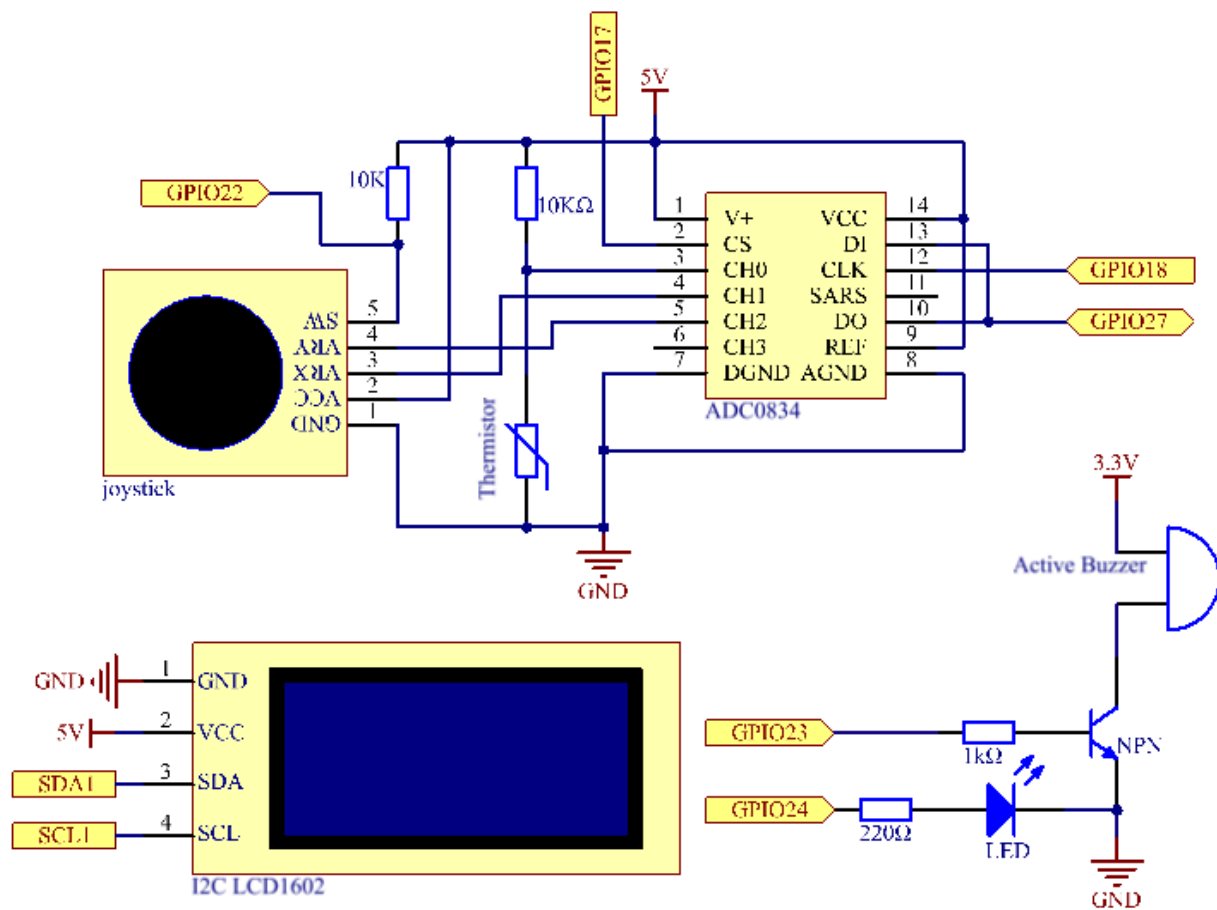 GPIO17
5V
10K
GPIO22
10KΩ
1 V+ VCC 14
2 CS DI 13
3 CH0 CLK 12
GPIO18
4 CH1 SARS 11
5 CH2 DO 10
GPIO27
6 CH3 REF 9
7 DGND AGND 8
ADC0834
SW 5
VRY 4
VRX 3
VCC 2
GND 1
joystick
Thermistor
GND
3.3V
Active Buzzer
GND 1 GND
5V 2 VCC
SDA1 3 SDA
SCL1 4 SCL
I2C LCD1602
GPIO23
1kΩ
NPN
GPIO24
220Ω
LED
GND